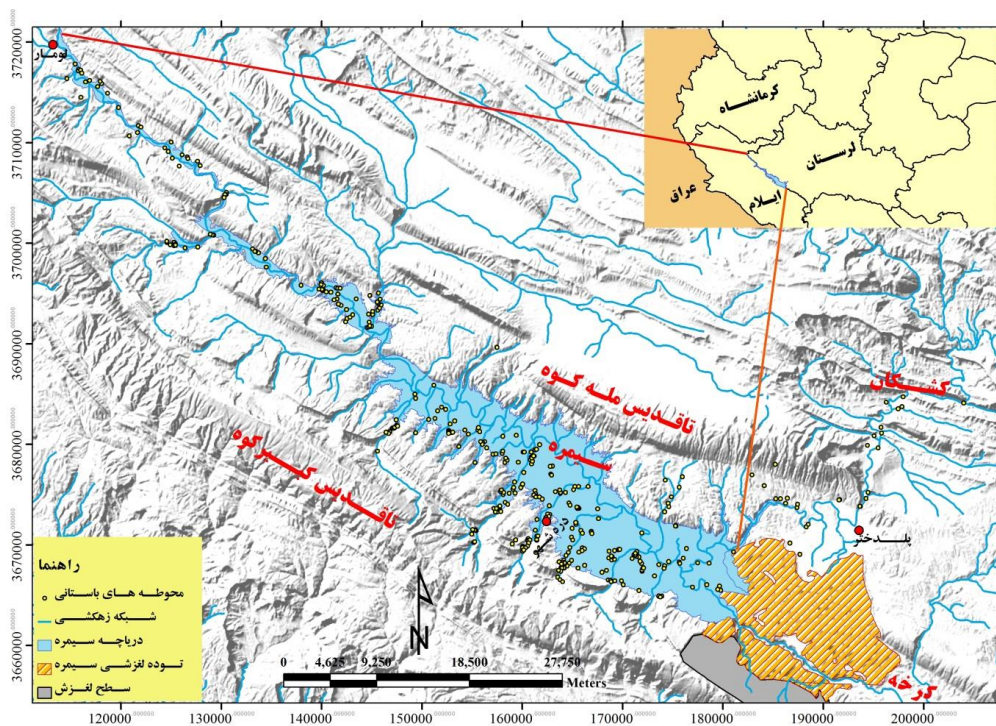 تومار
کرمانشاه
لرستان
عراق
ایلام
کشکان
تاقدیس مله کوه
سیمره
تاقدیس کبیرکوه
پلدختر
کرخه
راهنما
محوطه های باستانی
شبکه زهکشی
دریاچه سیمره
توده لغزشی سیمره
سطح لغزش
N
0 4,625 9,250 18,500 27,750
Meters
3720000
3710000
3700000
3690000
3680000
3670000
3660000
120000 130000 140000 150000 160000 170000 180000 190000 200000